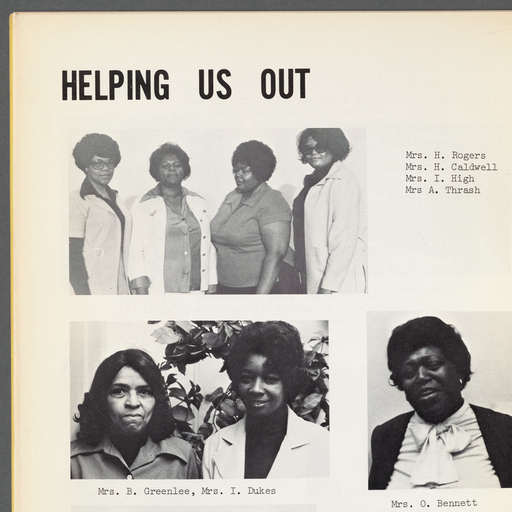 HELPING US OUT
Mrs. H. Rogers
Mrs. H. Caldwell
Mrs. I. High
Mrs A. Thrash
Mrs. B. Greenlee, Mrs. I. Dukes
Mrs. O. Bennett